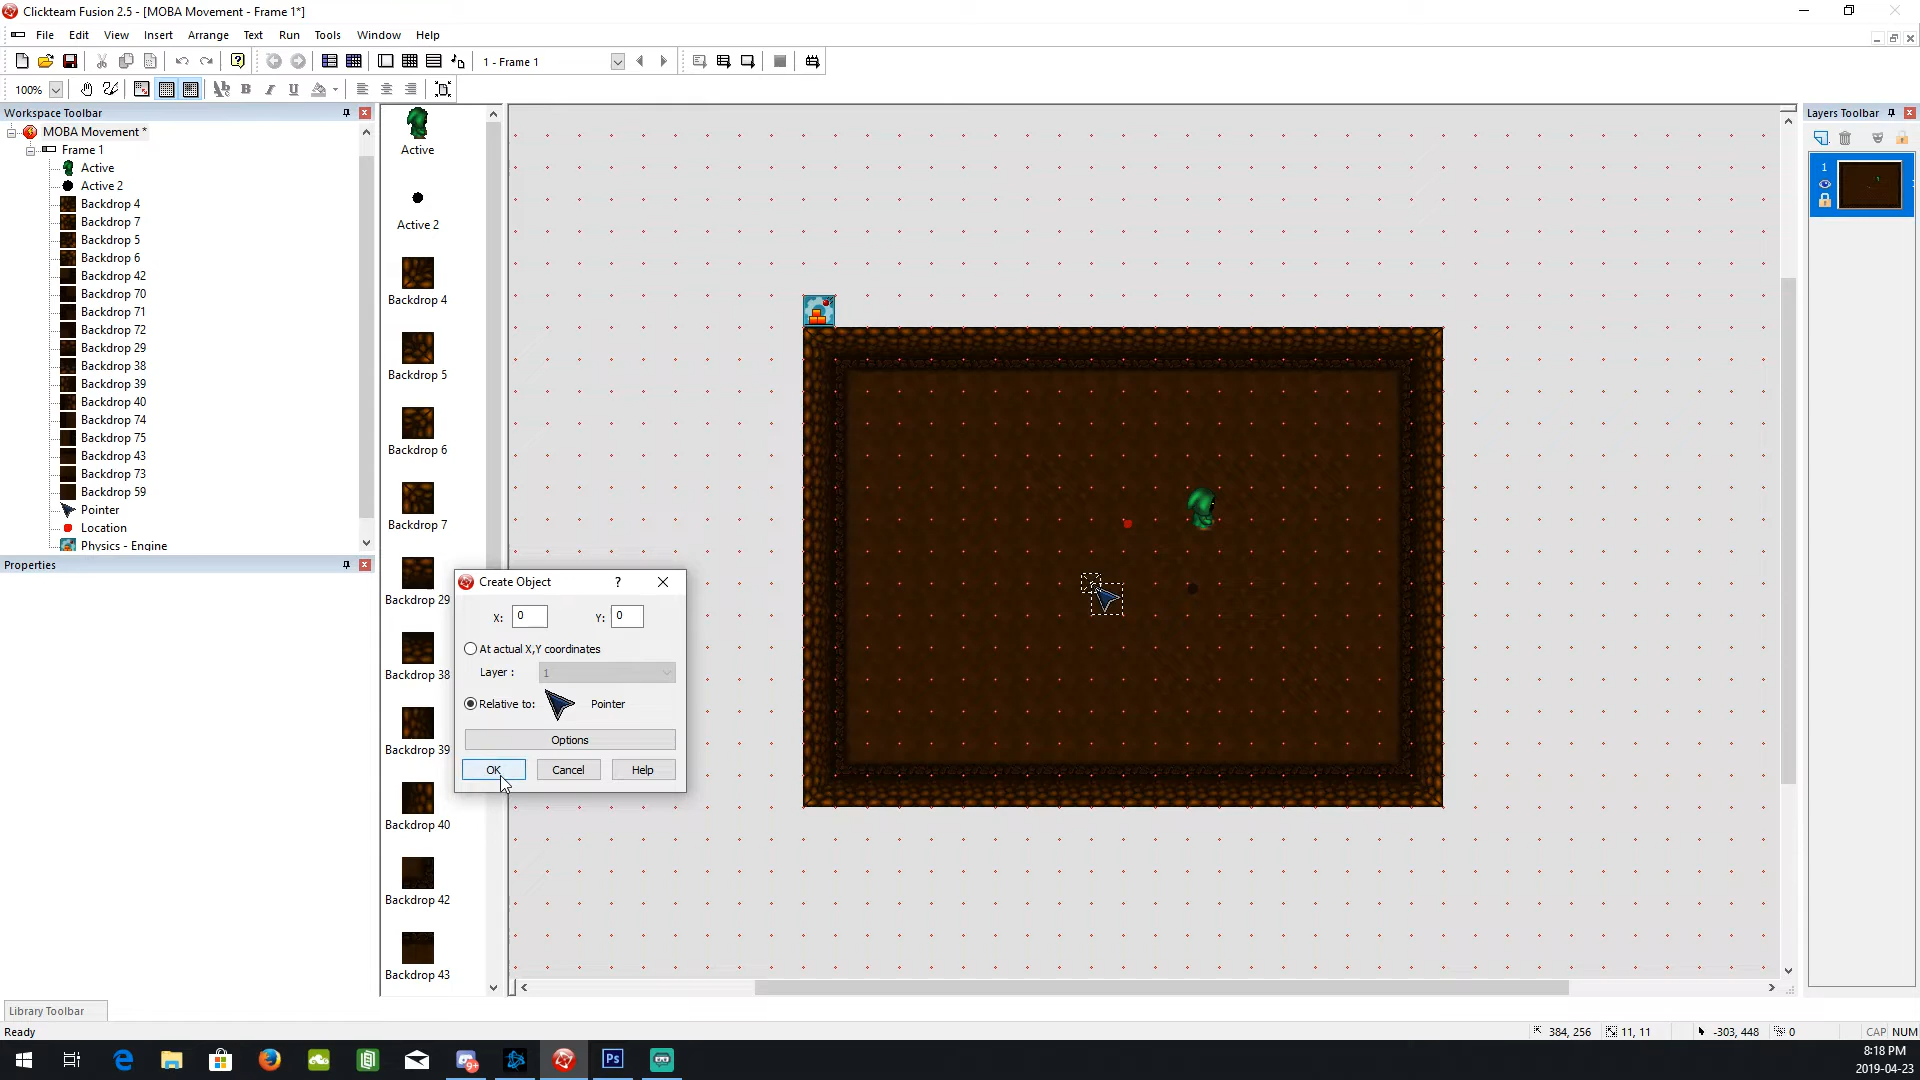 Clickteam Fusion 2.5 - [MOBA Movement - Frame 1*]
File Edit View Insert Arrange Text Run Tools Window Help
1 - Frame 1
100%
Workspace Toolbar
MOBA Movement *
Frame 1
Active
Active 2
Backdrop 4
Backdrop 7
Backdrop 5
Backdrop 6
Backdrop 42
Backdrop 70
Backdrop 71
Backdrop 72
Backdrop 29
Backdrop 38
Backdrop 39
Backdrop 40
Backdrop 74
Backdrop 75
Backdrop 43
Backdrop 73
Backdrop 59
Pointer
Location
Physics - Engine
Properties
Active
Active 2
Backdrop 4
Backdrop 5
Backdrop 6
Backdrop 7
Backdrop 29
Backdrop 38
Backdrop 39
Backdrop 40
Backdrop 42
Backdrop 43
Create Object
?
X: 0 Y: 0
At actual X,Y coordinates
Layer : 1
Relative to: Pointer
Options
OK Cancel Help
Layers Toolbar
1
Library Toolbar
Ready
384, 256 11, 11 -303, 448 0 CAP NUM
9+
Ps
8:18 PM
2019-04-23